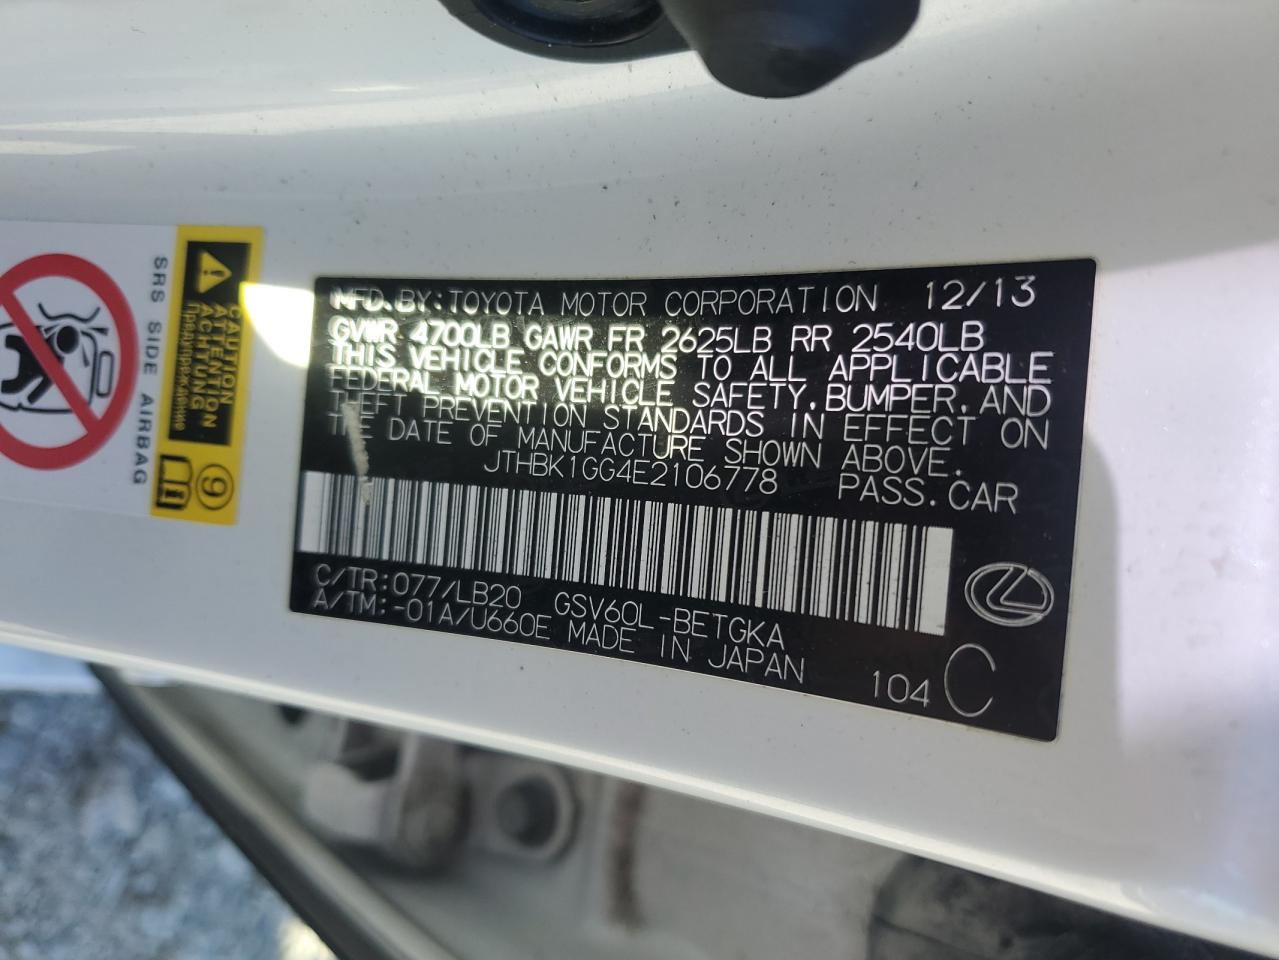 MFD.BY:TOYOTA MOTOR CORPORATION 12/13
GVWR 4700LB GAWR FR 2625LB RR 2540LB
THIS VEHICLE CONFORMS TO ALL APPLICABLE
FEDERAL MOTOR VEHICLE SAFETY,BUMPER,AND
THEFT PREVENTION STANDARDS IN EFFECT ON
THE DATE OF MANUFACTURE SHOWN ABOVE.
JTHBK1GG4E2106778 PASS.CAR
C/TR:077/LB20 GSV60L-BETGKA
A/TM:-01A/U660E MADE IN JAPAN
104 C
SRS SIDE AIRBAG
CAUTION
ATTENTION
ACHTUNG
Предупреждение
9